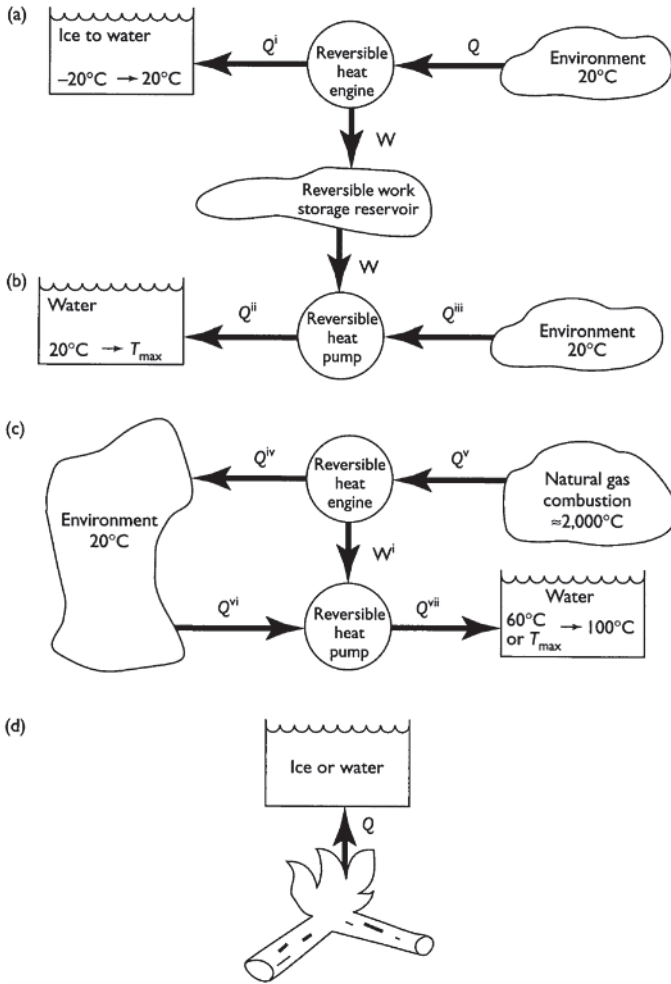 (a)
Ice to water
–20°C → 20°C
Qⁱ
Reversible
heat
engine
Q
Environment
20°C
W
Reversible work
storage reservoir
W
(b)
Water
20°C → Tmax
Qⁱⁱ
Reversible
heat
pump
Qⁱⁱⁱ
Environment
20°C
(c)
Environment
20°C
Qⁱᵛ
Reversible
heat
engine
Qᵛ
Natural gas
combustion
≈2,000°C
Wⁱ
Qᵛⁱ
Reversible
heat
pump
Qᵛⁱⁱ
Water
60°C
or Tmax → 100°C
(d)
Ice or water
Q